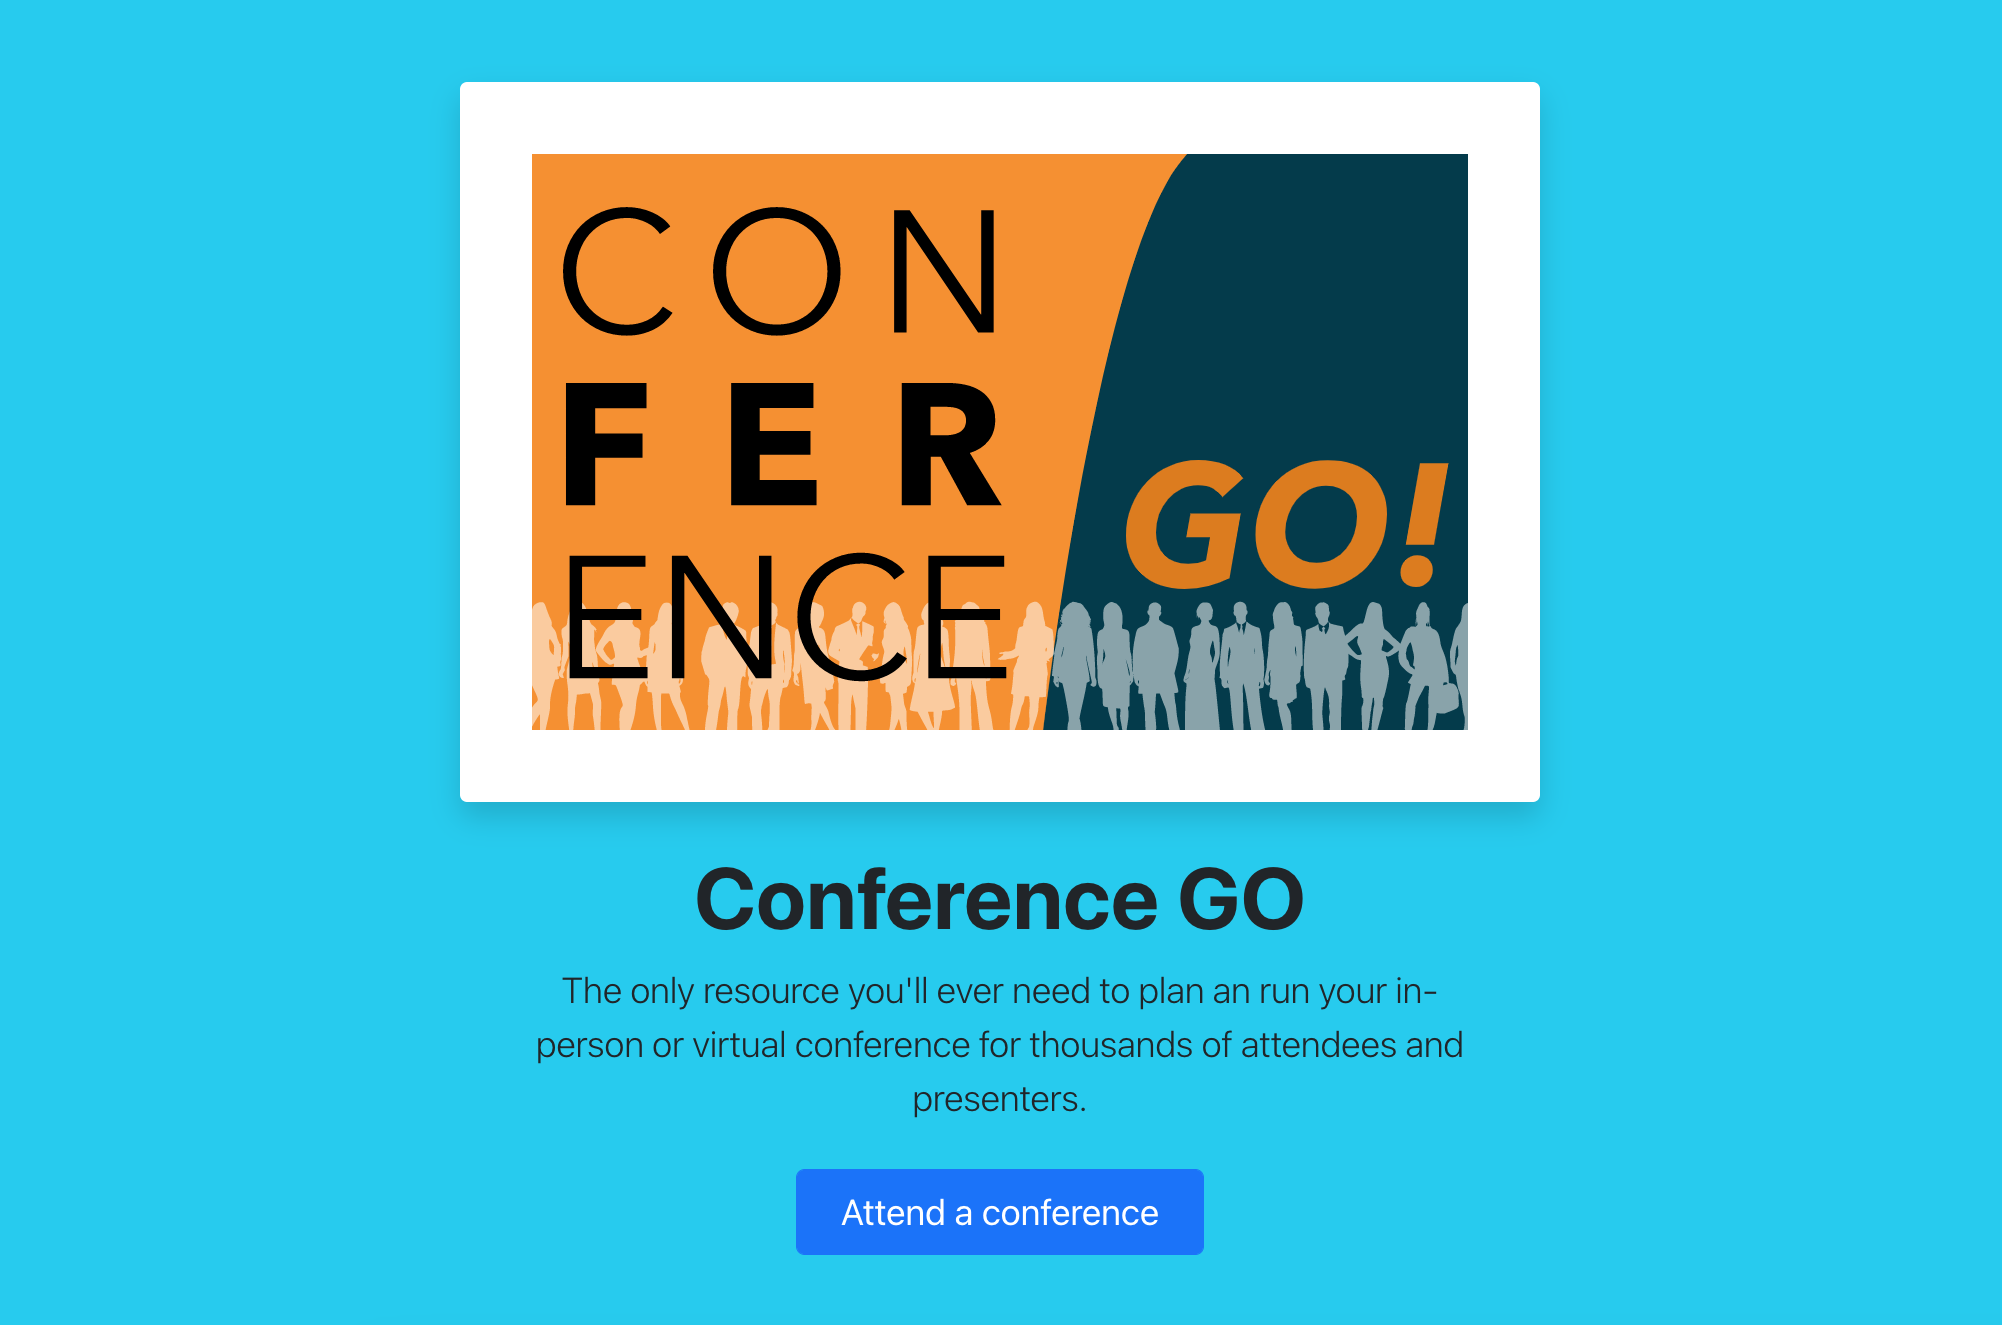 CON
FER
ENCE
GO!
Conference GO
The only resource you'll ever need to plan an run your in-
person or virtual conference for thousands of attendees and
presenters.
Attend a conference